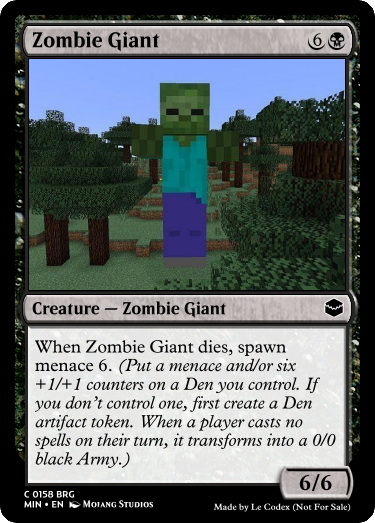 Zombie Giant 6
Creature — Zombie Giant
When Zombie Giant dies, spawn
menace 6. (Put a menace and/or six
+1/+1 counters on a Den you control. If
you don't control one, first create a Den
artifact token. When a player casts no
spells on their turn, it transforms into a 0/0
black Army.)
6/6
C 0158 BRG
MIN • EN Mojang Studios
Made by Le Codex (Not For Sale)